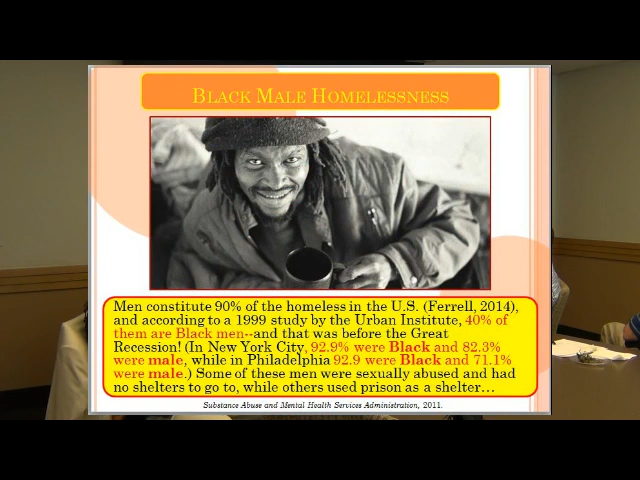 BLACK MALE HOMELESSNESS
Men constitute 90% of the homeless in the U.S. (Ferrell, 2014),
and according to a 1999 study by the Urban Institute, 40% of
them are Black men--and that was before the Great
Recession! (In New York City, 92.9% were Black and 82.3%
were male, while in Philadelphia 92.9 were Black and 71.1%
were male.) Some of these men were sexually abused and had
no shelters to go to, while others used prison as a shelter…
Substance Abuse and Mental Health Services Administration, 2011.